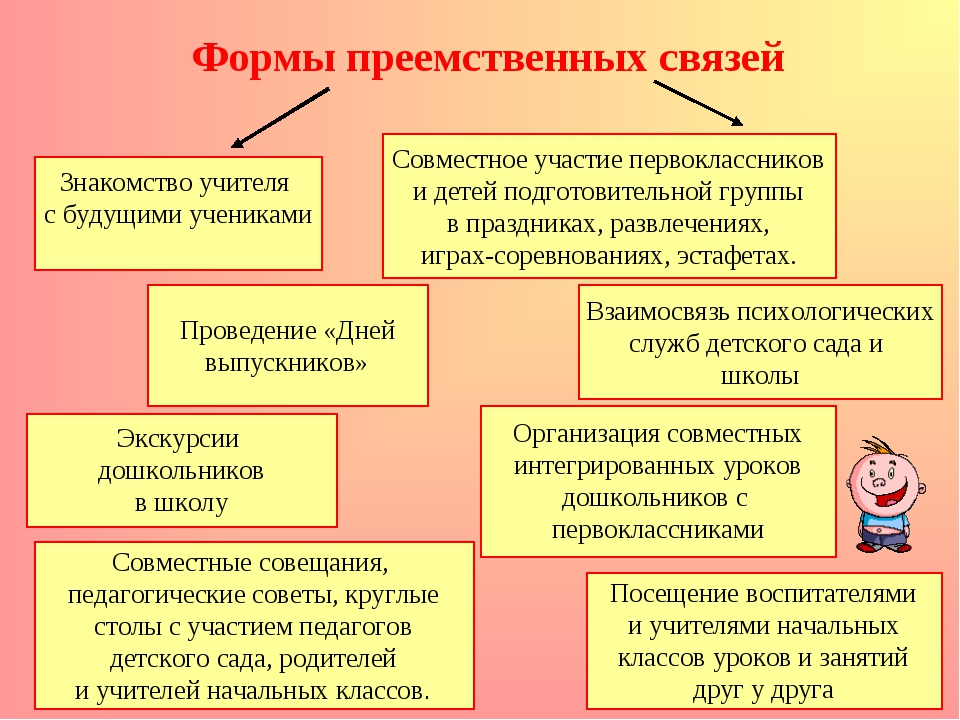 Формы преемственных связей
Знакомство учителя
с будущими учениками
Совместное участие первоклассников
и детей подготовительной группы
в праздниках, развлечениях,
играх-соревнованиях, эстафетах.
Проведение «Дней
выпускников»
Взаимосвязь психологических
служб детского сада и
школы
Экскурсии
дошкольников
в школу
Организация совместных
интегрированных уроков
дошкольников с
первоклассниками
Совместные совещания,
педагогические советы, круглые
столы с участием педагогов
детского сада, родителей
и учителей начальных классов.
Посещение воспитателями
и учителями начальных
классов уроков и занятий
друг у друга